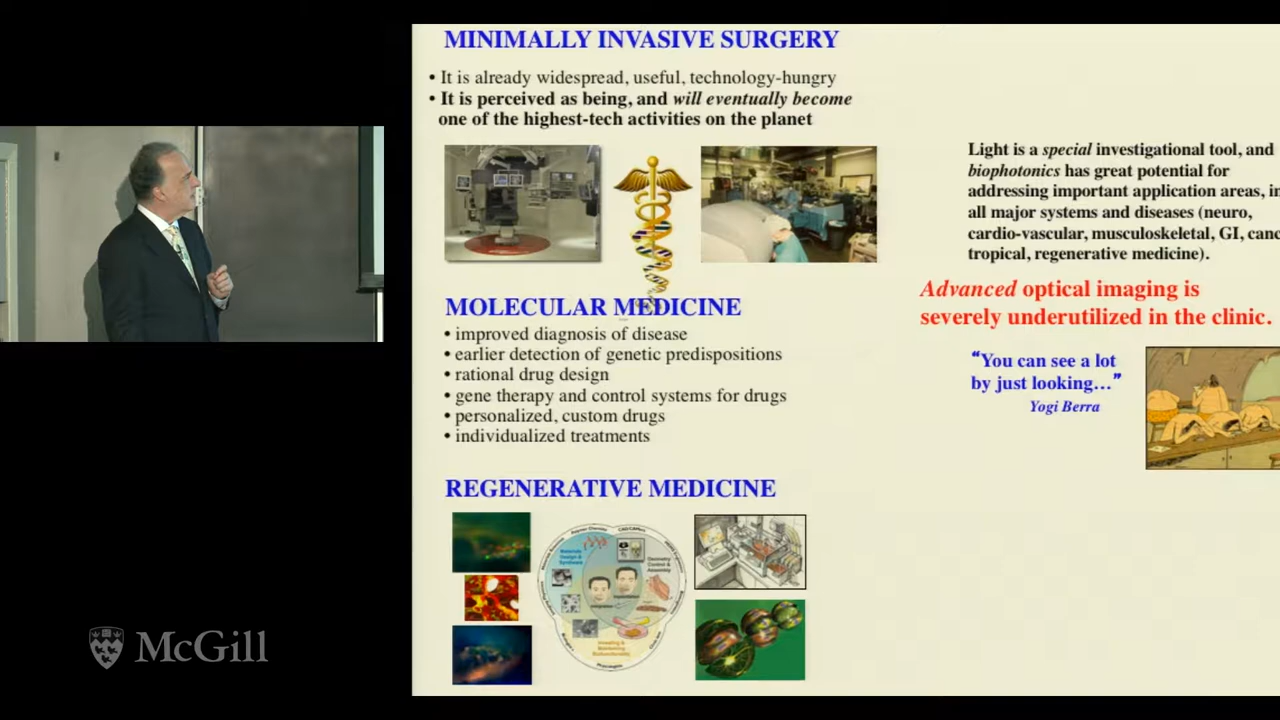 MINIMALLY INVASIVE SURGERY
• It is already widespread, useful, technology-hungry
• It is perceived as being, and will eventually become
one of the highest-tech activities on the planet
MOLECULAR MEDICINE
• improved diagnosis of disease
• earlier detection of genetic predispositions
• rational drug design
• gene therapy and control systems for drugs
• personalized, custom drugs
• individualized treatments
REGENERATIVE MEDICINE
Light is a special investigational tool, and
biophotonics has great potential for
addressing important application areas, in
all major systems and diseases (neuro,
cardio-vascular, musculoskeletal, GI, canc
tropical, regenerative medicine).
Advanced optical imaging is
severely underutilized in the clinic.
“You can see a lot
by just looking…”
Yogi Berra
McGill